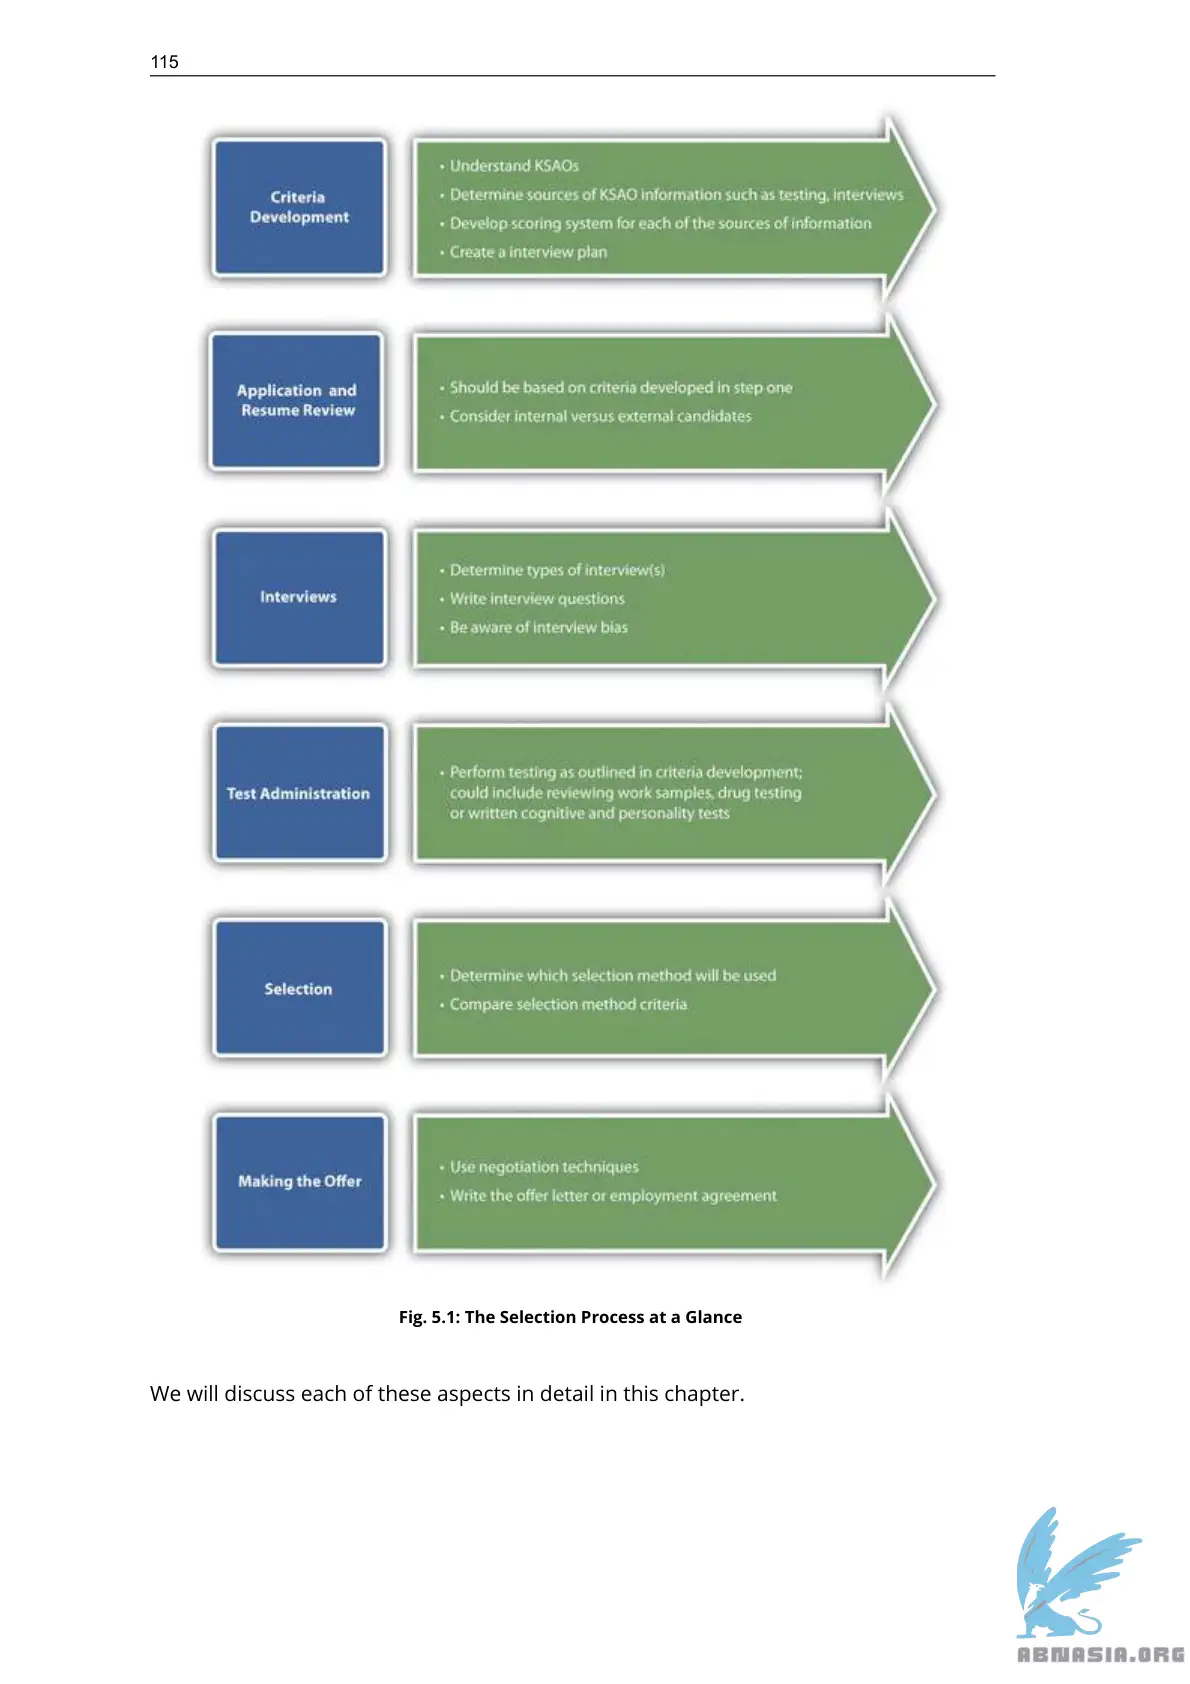 115
Criteria
Development
• Understand KSAOs
• Determine sources of KSAO information such as testing, interviews
• Develop scoring system for each of the sources of information
• Create a interview plan
Application and
Resume Review
• Should be based on criteria developed in step one
• Consider internal versus external candidates
Interviews
• Determine types of interview(s)
• Write interview questions
• Be aware of interview bias
Test Administration
• Perform testing as outlined in criteria development;
could include reviewing work samples, drug testing
or written cognitive and personality tests
Selection
• Determine which selection method will be used
• Compare selection method criteria
Making the Offer
• Use negotiation techniques
• Write the offer letter or employment agreement
Fig. 5.1: The Selection Process at a Glance
We will discuss each of these aspects in detail in this chapter.
ABNASIA.ORG